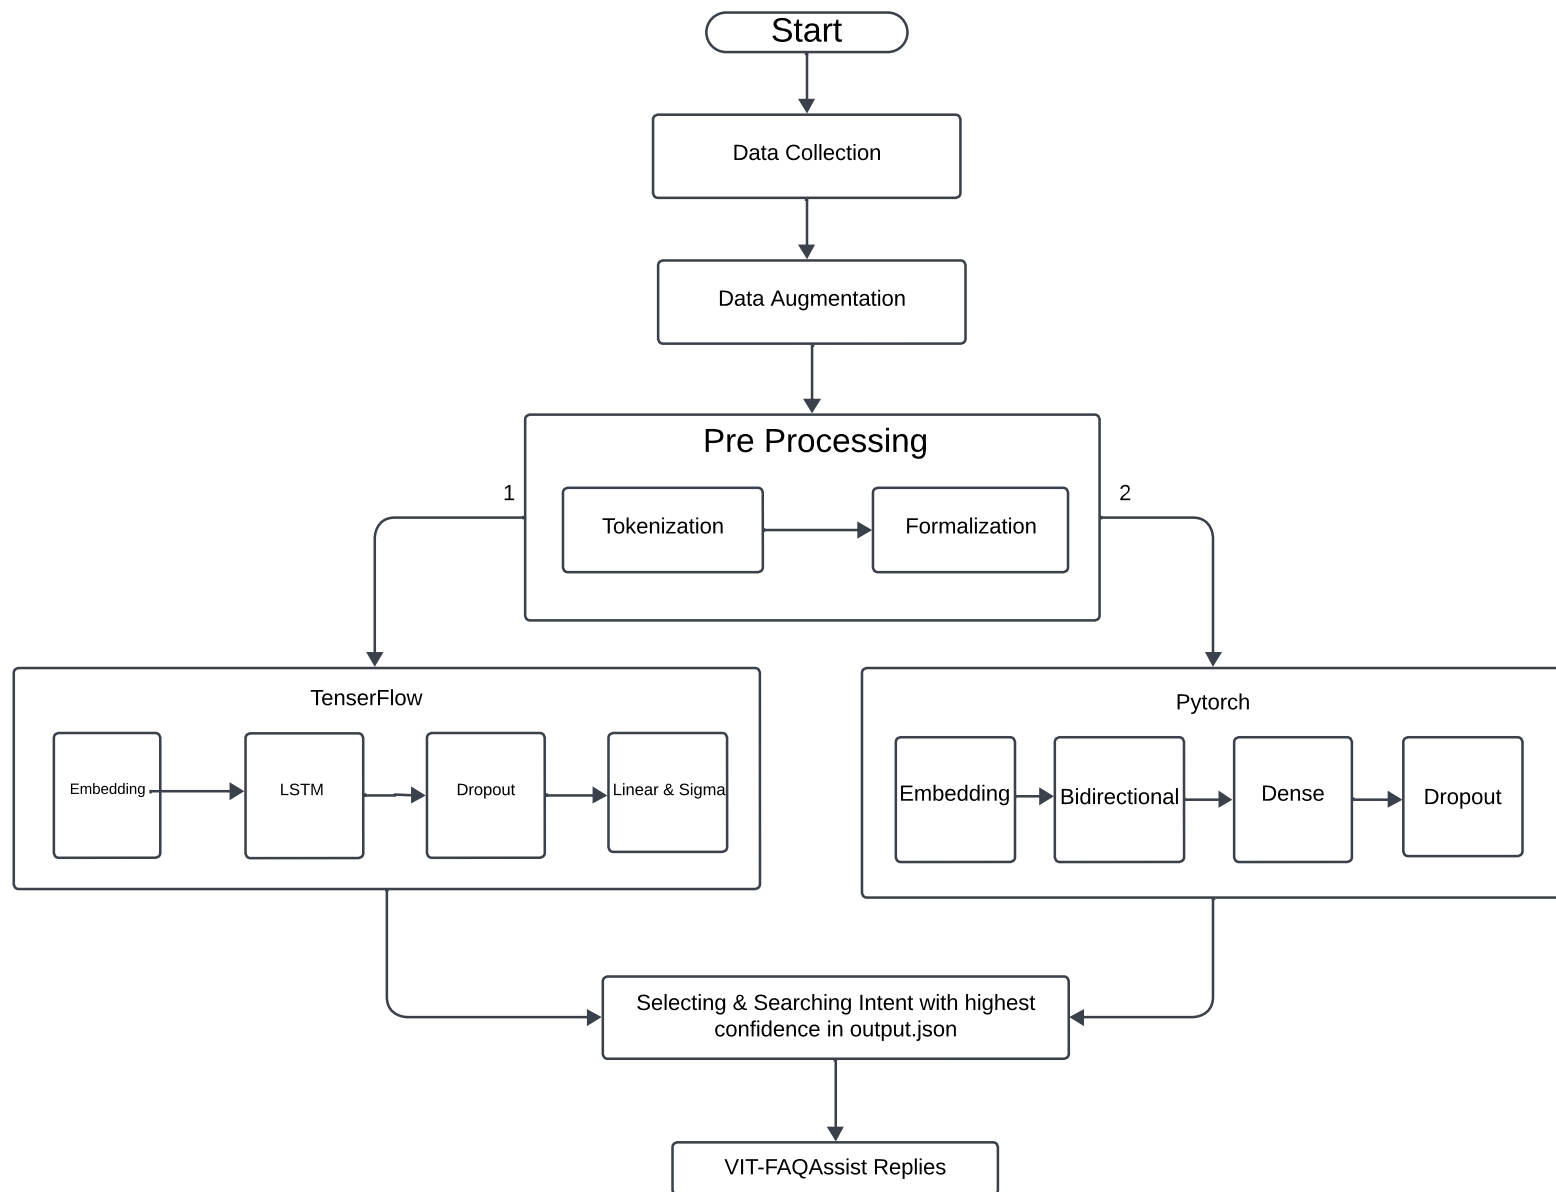 Start
Data Collection
Data Augmentation
Pre Processing
1
2
Tokenization
Formalization
TenserFlow
Embedding
LSTM
Dropout
Linear & Sigma
Pytorch
Embedding
Bidirectional
Dense
Dropout
Selecting & Searching Intent with highest
confidence in output.json
VIT-FAQAssist Replies